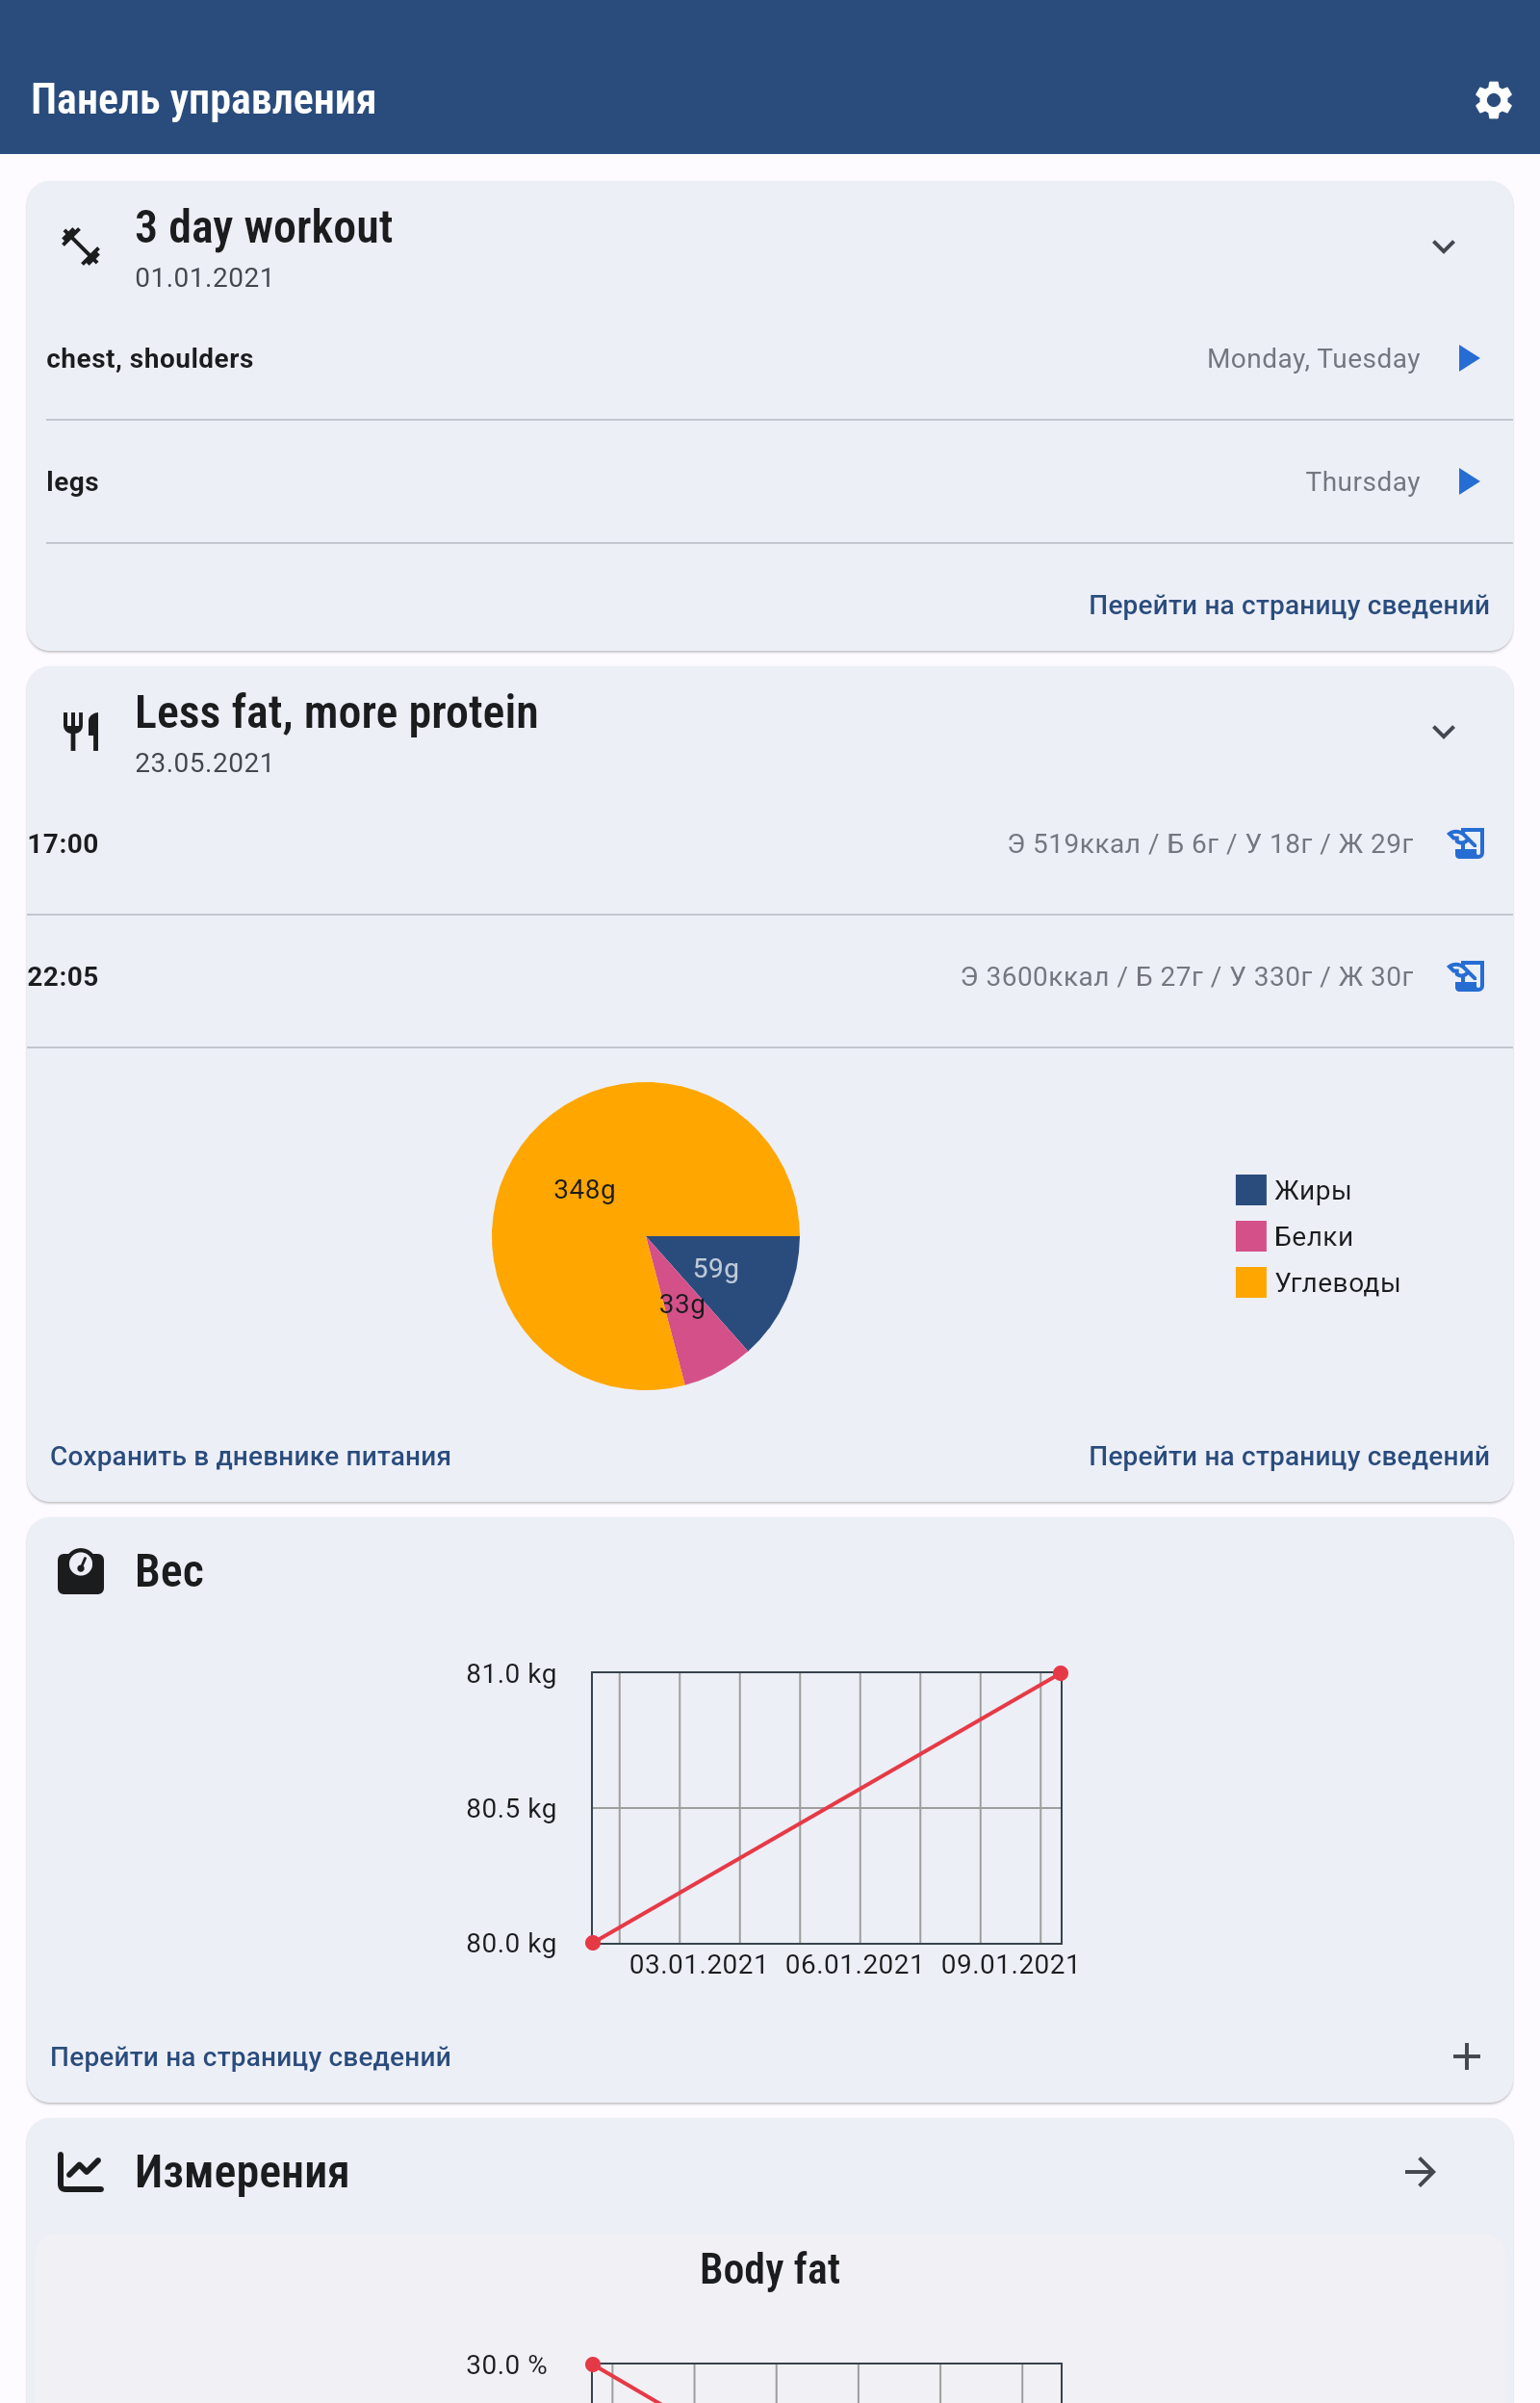 Панель управления
3 day workout
01.01.2021
chest, shoulders
Monday, Tuesday
legs
Thursday
Перейти на страницу сведений
Less fat, more protein
23.05.2021
17:00
Э 519ккал / Б 6г / У 18г / Ж 29г
22:05
Э 3600ккал / Б 27г / У 330г / Ж 30г
348g
59g
33g
Жиры
Белки
Углеводы
Сохранить в дневнике питания
Перейти на страницу сведений
Вес
81.0 kg
80.5 kg
80.0 kg
03.01.2021 06.01.2021 09.01.2021
Перейти на страницу сведений
Измерения
Body fat
30.0 %